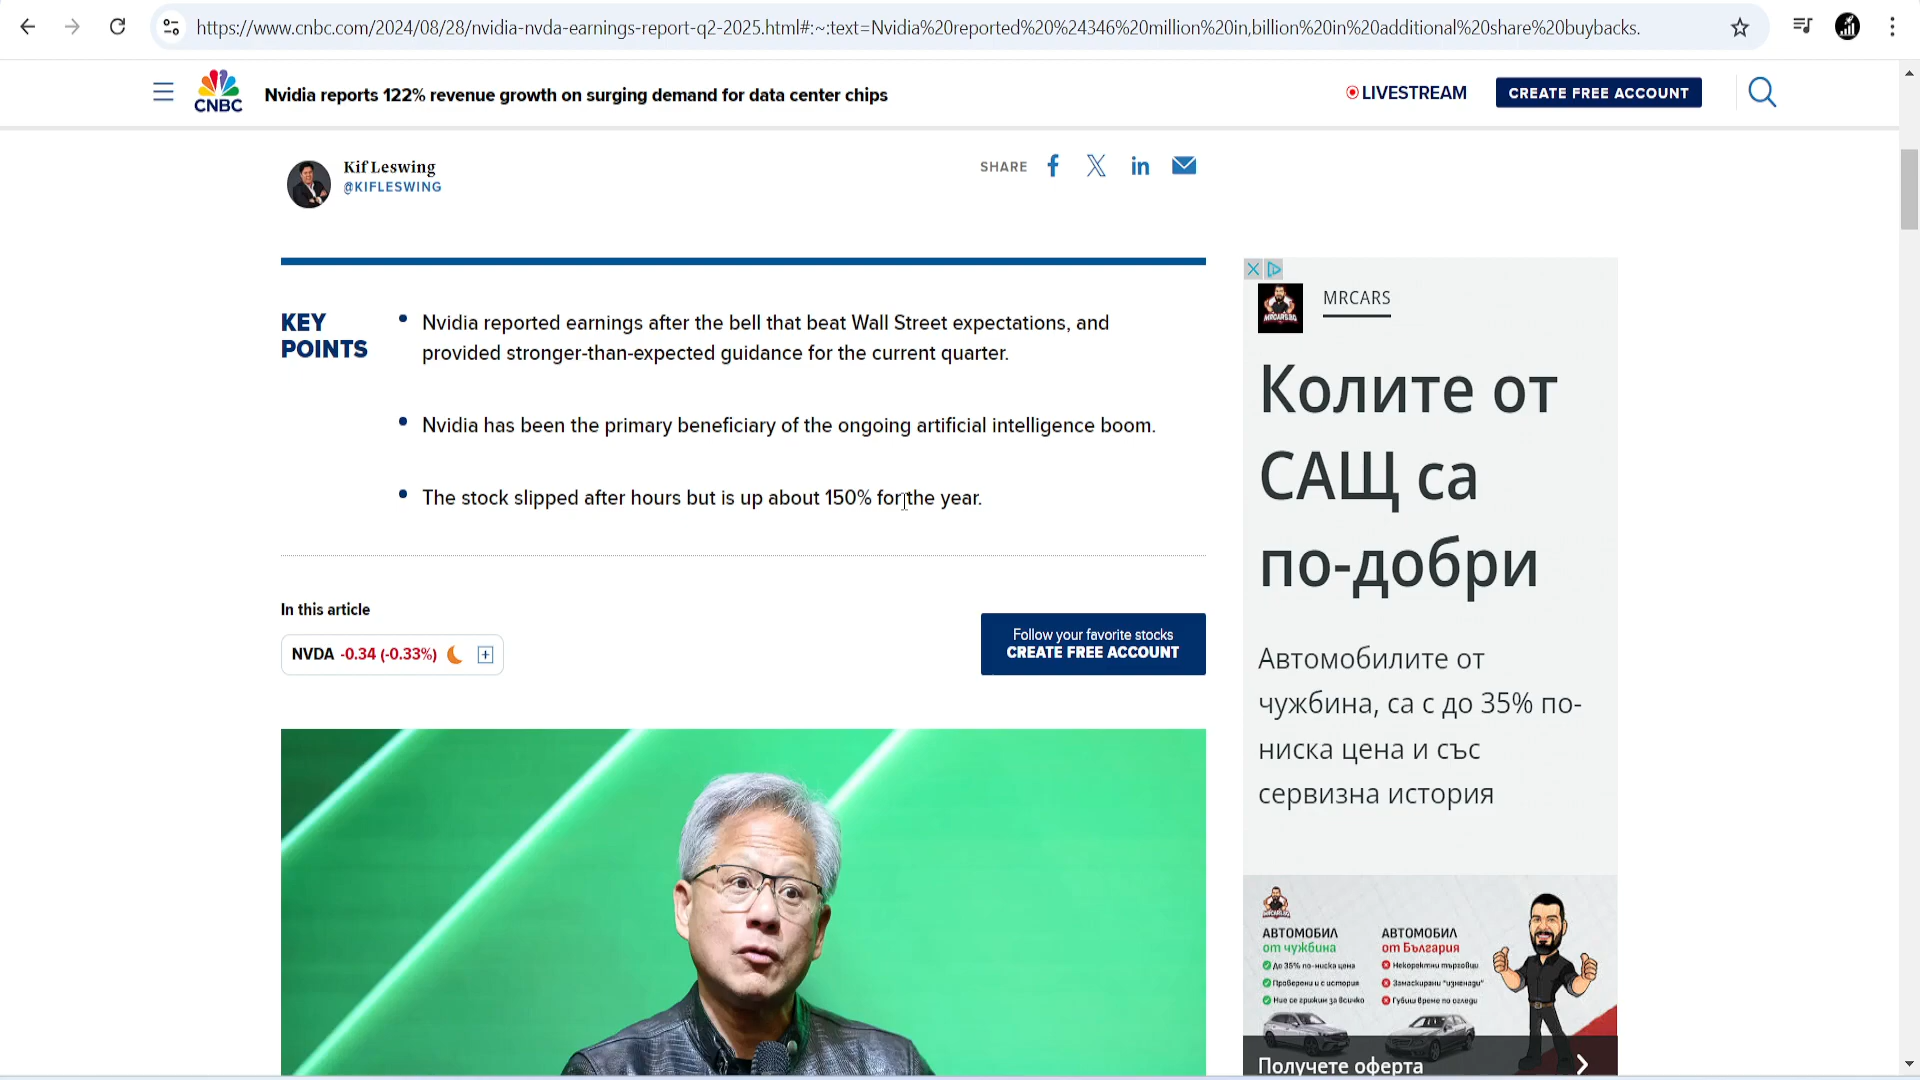 https://www.cnbc.com/2024/08/28/nvidia-nvda-earnings-report-q2-2025.html#:~:text=Nvidia%20reported%20%24346%20million%20in,billion%20in%20additional%20share%20buybacks.
CNBC
Nvidia reports 122% revenue growth on surging demand for data center chips
LIVESTREAM
CREATE FREE ACCOUNT
Kif Leswing
@KIFLESWING
SHARE
KEY
POINTS
Nvidia reported earnings after the bell that beat Wall Street expectations, and
provided stronger-than-expected guidance for the current quarter.
Nvidia has been the primary beneficiary of the ongoing artificial intelligence boom.
The stock slipped after hours but is up about 150% for the year.
In this article
NVDA -0.34 (-0.33%)
Follow your favorite stocks
CREATE FREE ACCOUNT
MRCARS
Колите от
САЩ са
по-добри
Автомобилите от
чужбина, са с до 35% по-
ниска цена и със
сервизна история
АВТОМОБИЛ
от чужбина
До 35% по-ниска цена
Проверени и с история
Ние се грижим за всичко
АВТОМОБИЛ
от България
Некоректни търговци
Замаскирани "изненади"
Губиш време по огледи
Получете оферта